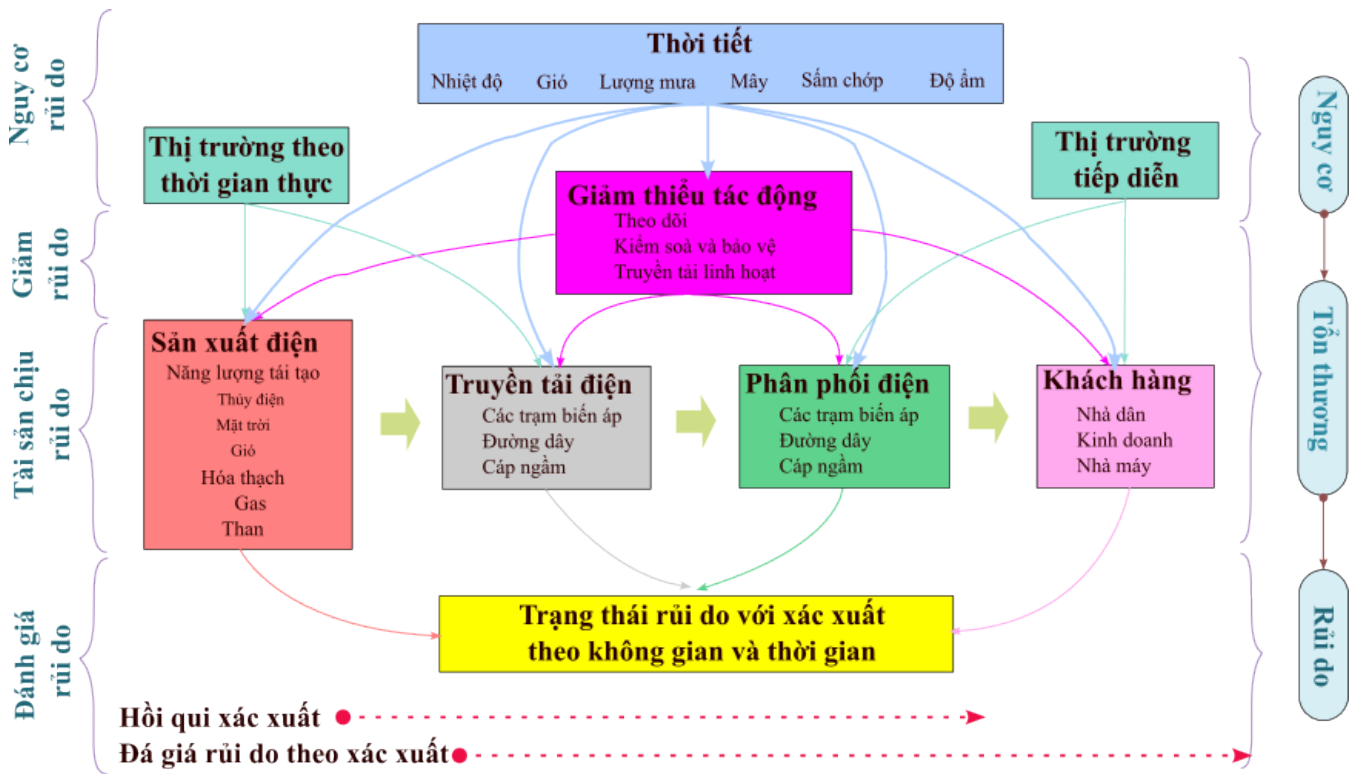 Thời tiết
Nhiệt độ Gió Lượng mưa Mây Sấm chớp Độ ẩm
Nguy cơ
rủi do
Thị trường theo
thời gian thực
Thị trường
tiếp diễn
Nguy cơ
Giảm
rủi do
Giảm thiểu tác động
Theo dõi
Kiểm soà và bảo vệ
Truyền tải linh hoạt
Tài sản chịu
rủi do
Sản xuất điện
Năng lượng tái tạo
Thủy điện
Mặt trời
Gió
Hóa thạch
Gas
Than
Truyền tải điện
Các trạm biến áp
Đường dây
Cáp ngầm
Phân phối điện
Các trạm biến áp
Đường dây
Cáp ngầm
Khách hàng
Nhà dân
Kinh doanh
Nhà máy
Tổn thương
Đánh giá
rủi do
Trạng thái rủi do với xác xuất
theo không gian và thời gian
Rủi do
Hồi qui xác xuất
Đá giá rủi do theo xác xuất